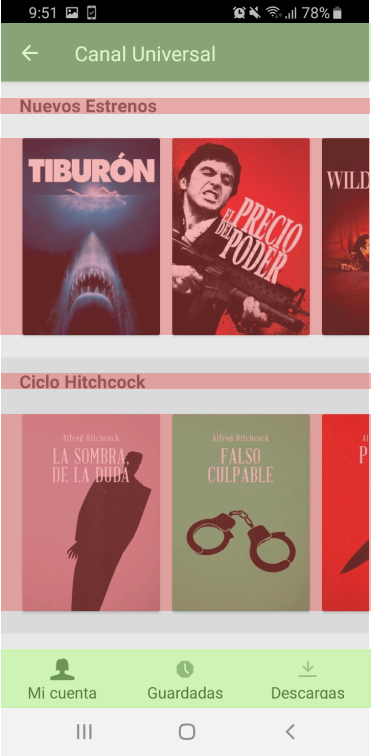 9:51 78%
Canal Universal
Nuevos Estrenos
TIBURÓN
EL PRECIO
DEL PODER
WILD
Ciclo Hitchcock
Alfred Hitchcock
LA SOMBRA
DE LA DUDA
Alfred Hitchcock
FALSO
CULPABLE
Al
P
Mi cuenta
Guardadas
Descargas